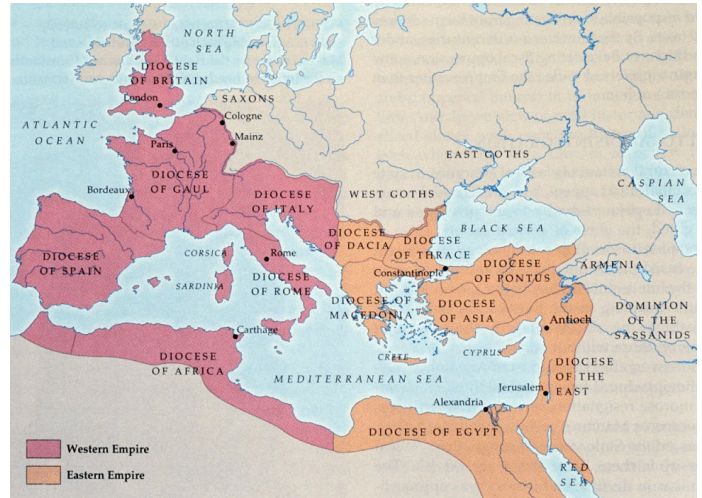 NORTH
SEA
DIOCESE
OF BRITAIN
London
SAXONS
Cologne
Mainz
ATLANTIC
OCEAN
Paris
DIOCESE
OF GAUL
Bordeaux
EAST GOTHS
WEST GOTHS
CASPIAN
SEA
DIOCESE
OF ITALY
BLACK SEA
DIOCESE
OF DACIA
DIOCESE
OF THRACE
Constantinople
DIOCESE
OF PONTUS
ARMENIA
DIOCESE
OF SPAIN
CORSICA
SARDINIA
Rome
DIOCESE
OF ROME
DIOCESE OF
MACEDONIA
DIOCESE
OF ASIA
DOMINION
OF THE
SASSANIDS
Antioch
Carthage
DIOCESE
OF AFRICA
CRETE
CYPRUS
DIOCESE
OF THE
EAST
MEDITERRANEAN SEA
Jerusalem
Alexandria
DIOCESE OF EGYPT
RED
SEA
Western Empire
Eastern Empire